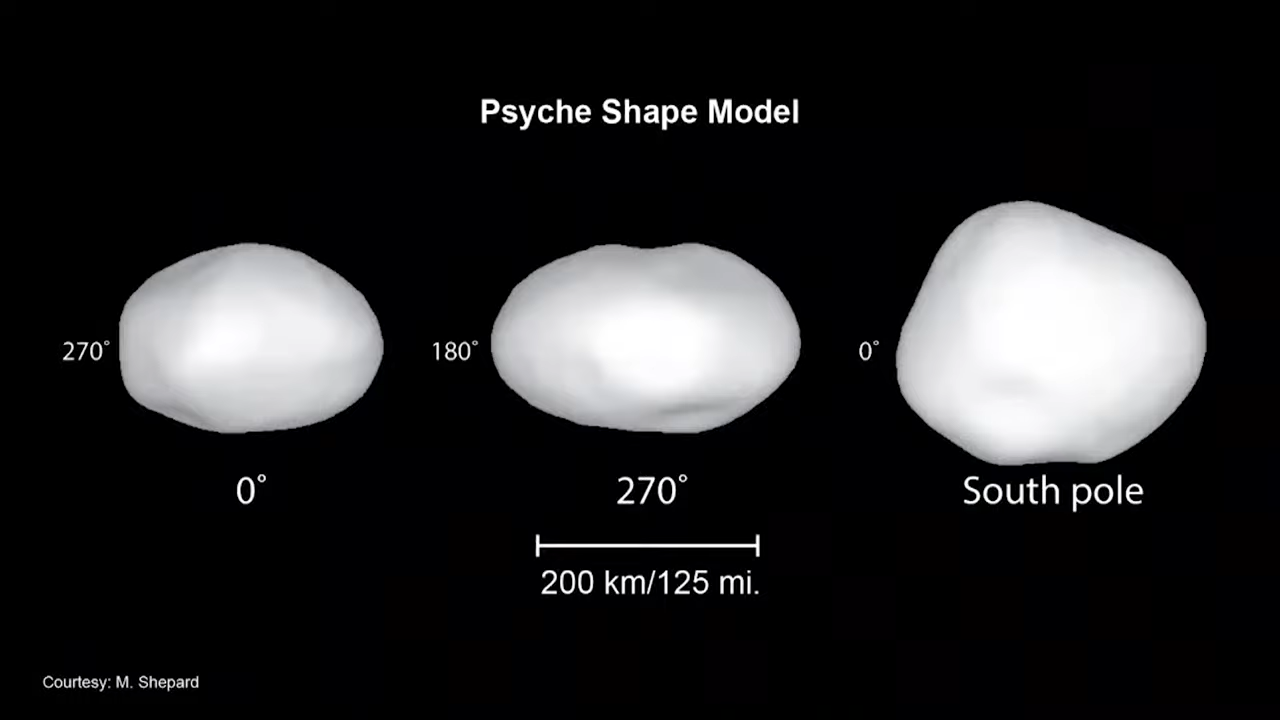 Psyche Shape Model
270°
180°
0°
0°
270°
South pole
200 km/125 mi.
Courtesy: M. Shepard